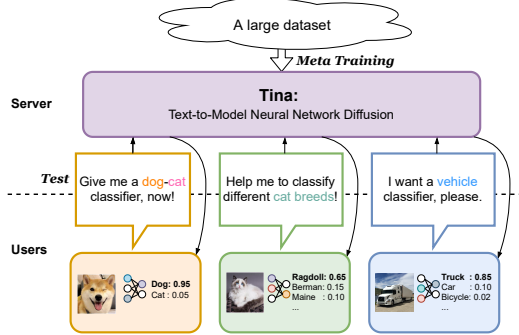 A large dataset
Meta Training
Server
Tina:
Text-to-Model Neural Network Diffusion
Test
Give me a dog-cat
classifier, now!
Help me to classify
different cat breeds!
I want a vehicle
classifier, please.
Users
Dog: 0.95
Cat : 0.05
Ragdoll: 0.65
Berman: 0.15
Maine : 0.10
...
Truck : 0.85
Car : 0.10
Bicycle: 0.02
...